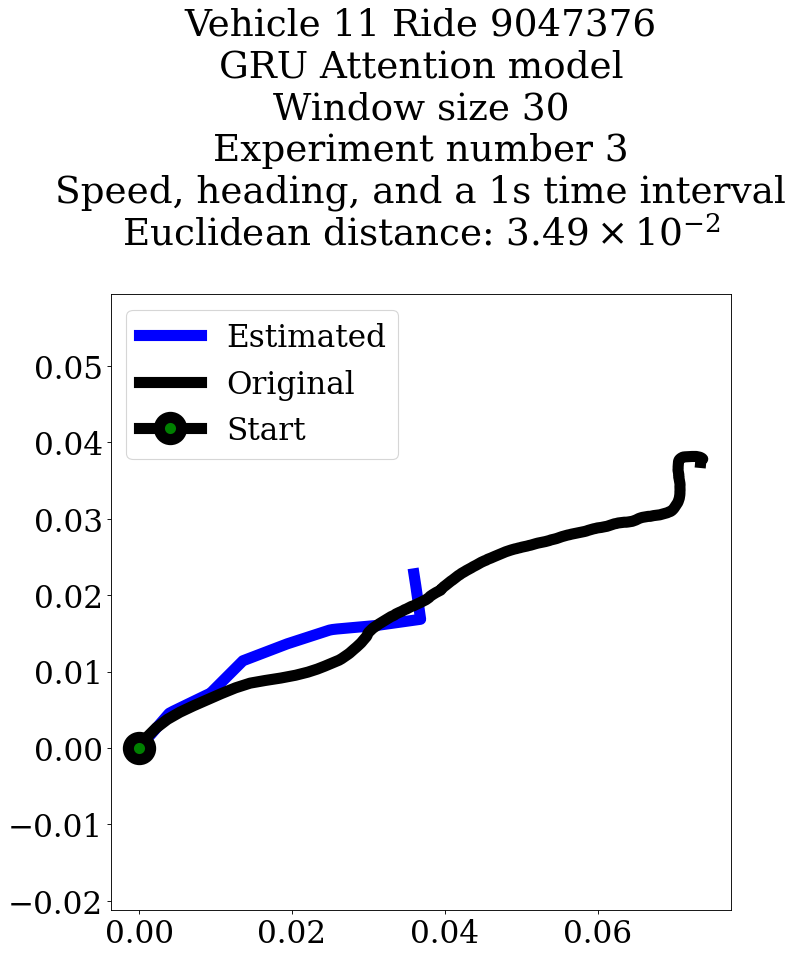 Vehicle 11 Ride 9047376
GRU Attention model
Window size 30
Experiment number 3
Speed, heading, and a 1s time interval
Euclidean distance: 3.49 × 10⁻²
Estimated
Original
Start
0.05
0.04
0.03
0.02
0.01
0.00
−0.01
−0.02
0.00 0.02 0.04 0.06